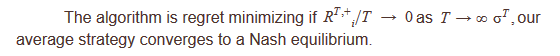 The algorithm is regret minimizing if R^{T,+}_i/T → 0 as T → ∞ σ^T, our
average strategy converges to a Nash equilibrium.